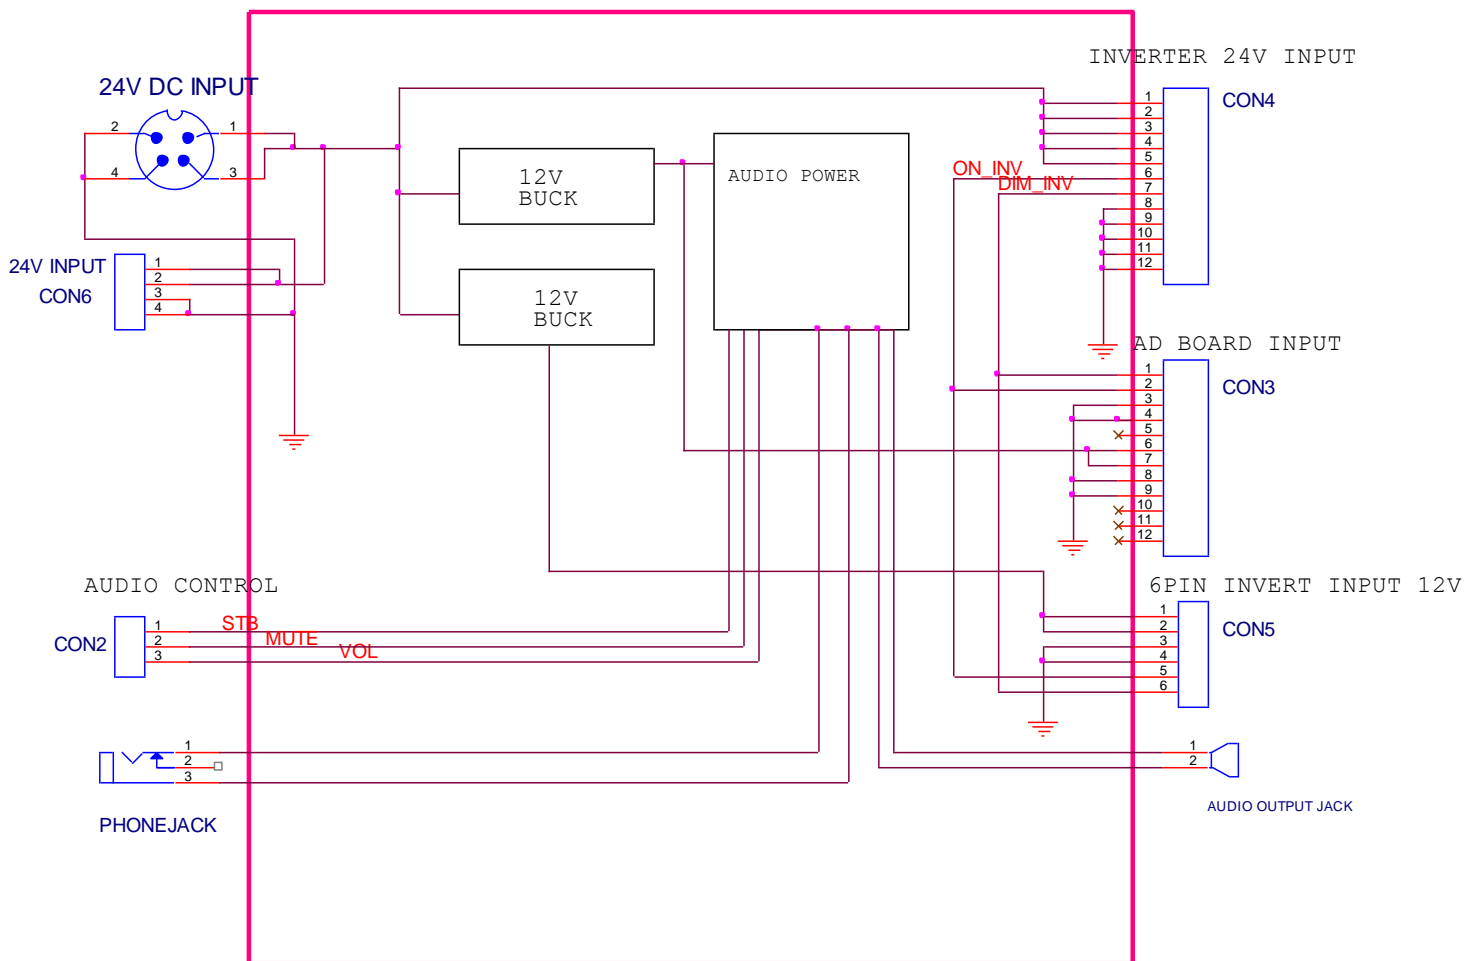 INVERTER 24V INPUT
24V DC INPUT
CON4
1
2
3
4
5
6
7
8
9
10
11
12
2
1
4
3
12V
BUCK
AUDIO POWER
ON_INV
DIM_INV
24V INPUT
CON6
1
2
3
4
12V
BUCK
AD BOARD INPUT
CON3
1
2
3
4
5
6
7
8
9
10
11
12
AUDIO CONTROL
CON2
1
2
3
STB
MUTE
VOL
6PIN INVERT INPUT 12V
CON5
1
2
3
4
5
6
1
2
3
PHONEJACK
1
2
AUDIO OUTPUT JACK